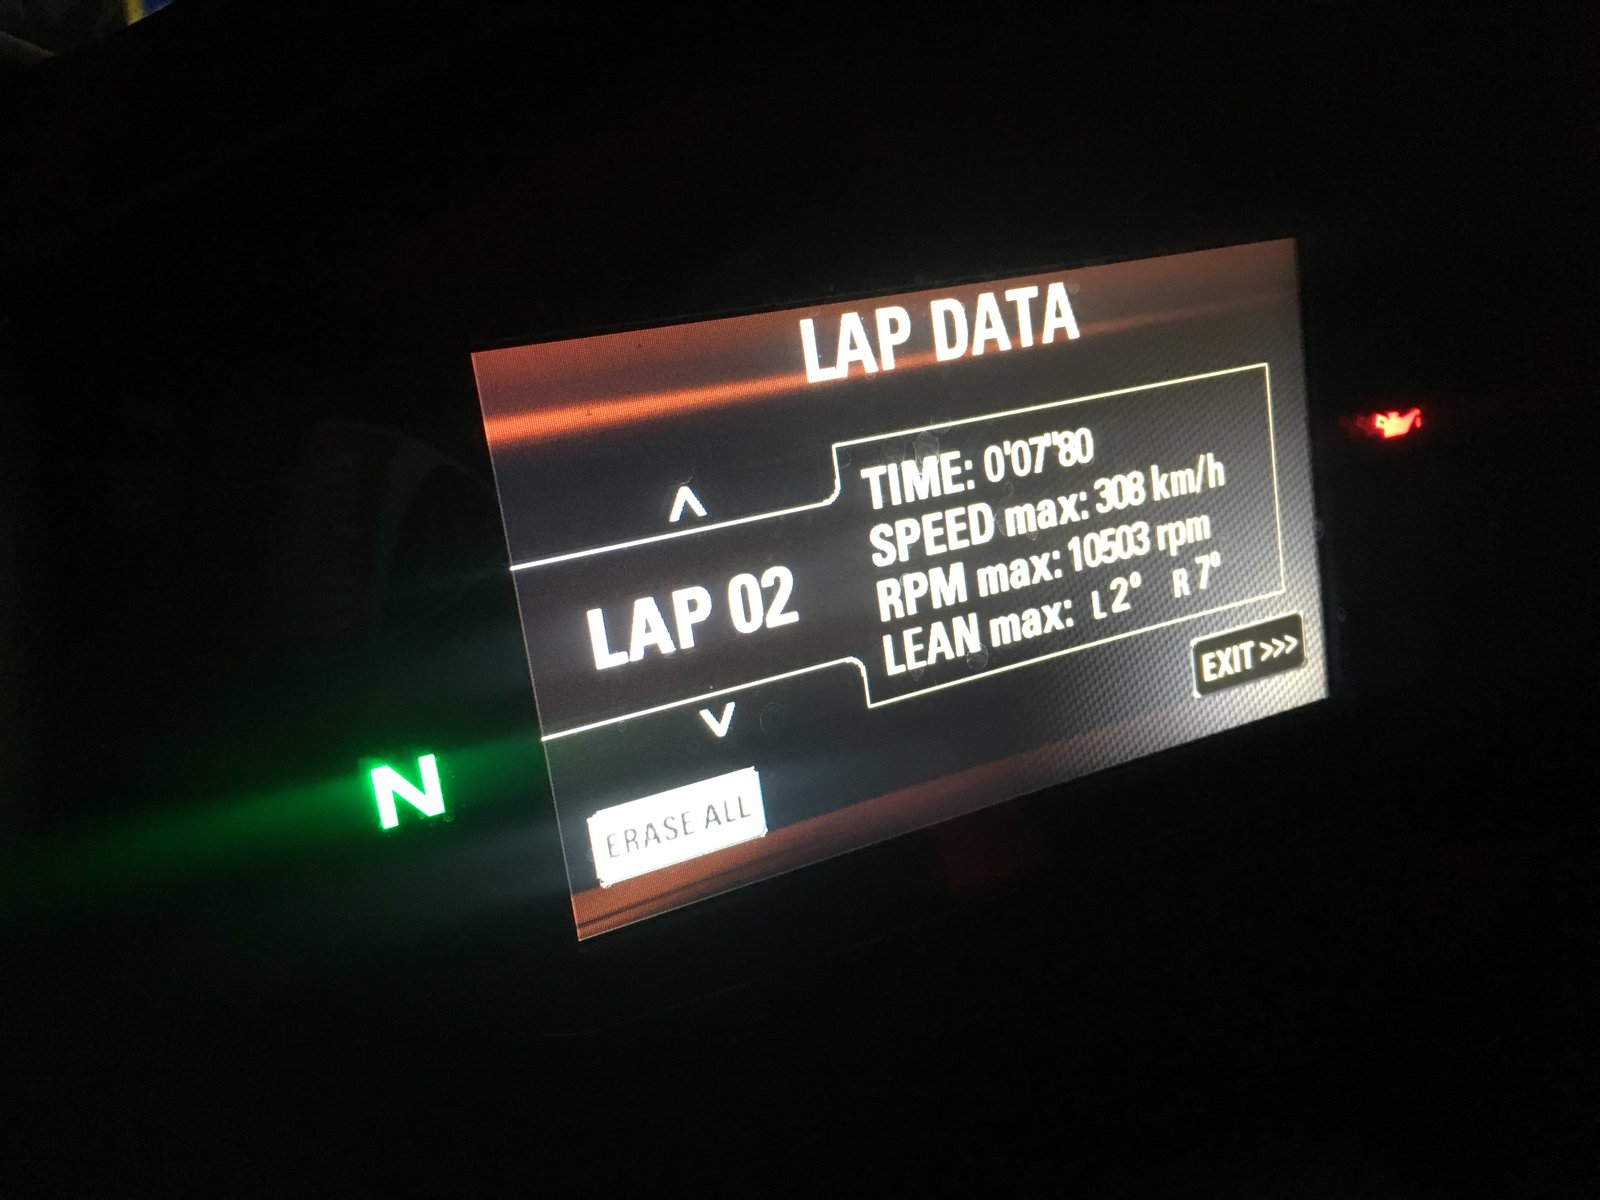 LAP DATA
TIME: 0'07"80
SPEED max: 308 km/h
RPM max: 10503 rpm
LEAN max: L 2° R 7°
LAP 02
EXIT >>>
ERASE ALL
N